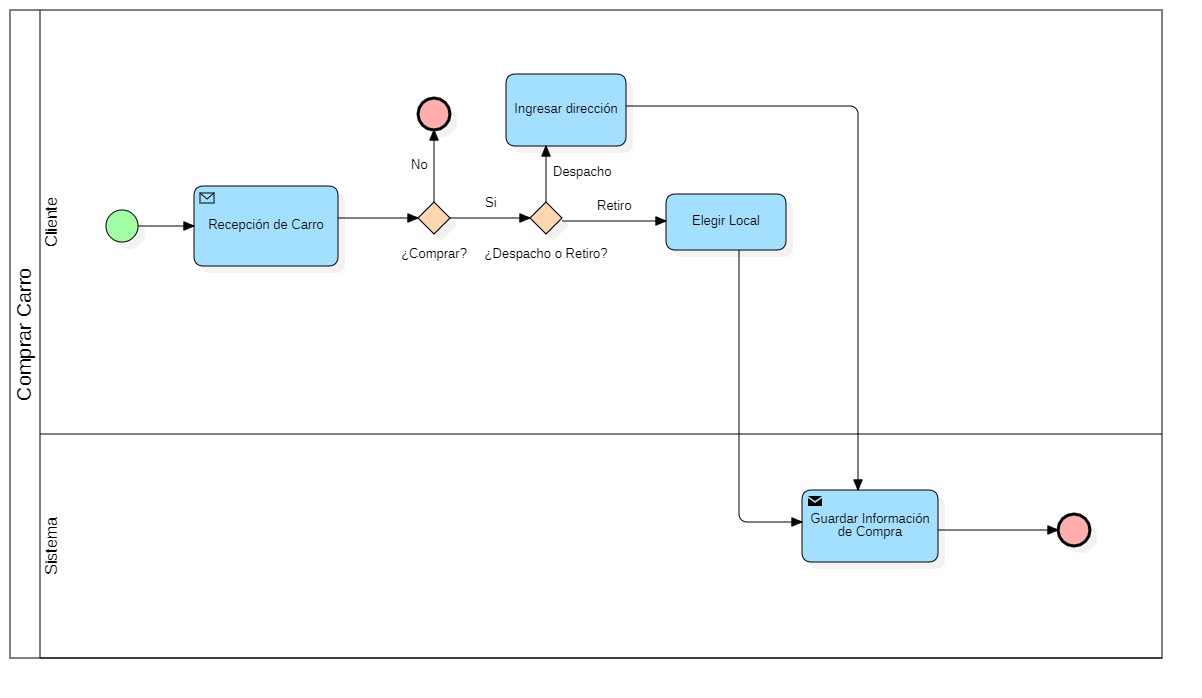 Comprar Carro
Cliente
Ingresar dirección
No
Despacho
Recepción de Carro
Si
Retiro
Elegir Local
¿Comprar?
¿Despacho o Retiro?
Sistema
Guardar Información
de Compra